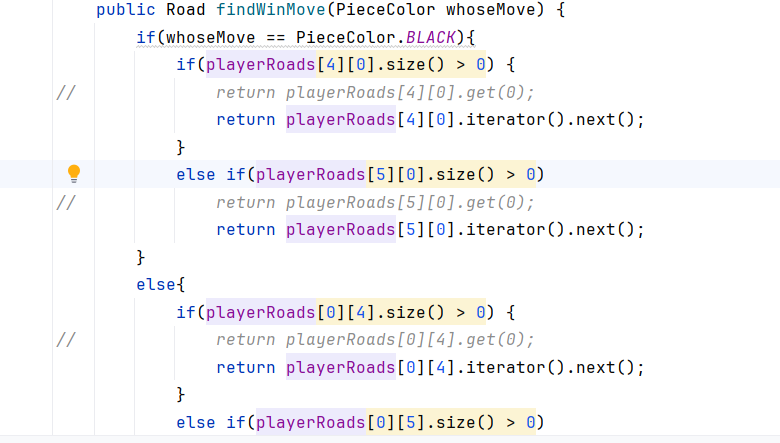 public Road findWinMove(PieceColor whoseMove) {
if(whoseMove == PieceColor.BLACK){
if(playerRoads[4][0].size() > 0) {
// return playerRoads[4][0].get(0);
return playerRoads[4][0].iterator().next();
}
else if(playerRoads[5][0].size() > 0)
// return playerRoads[5][0].get(0);
return playerRoads[5][0].iterator().next();
}
else{
if(playerRoads[0][4].size() > 0) {
// return playerRoads[0][4].get(0);
return playerRoads[0][4].iterator().next();
}
else if(playerRoads[0][5].size() > 0)